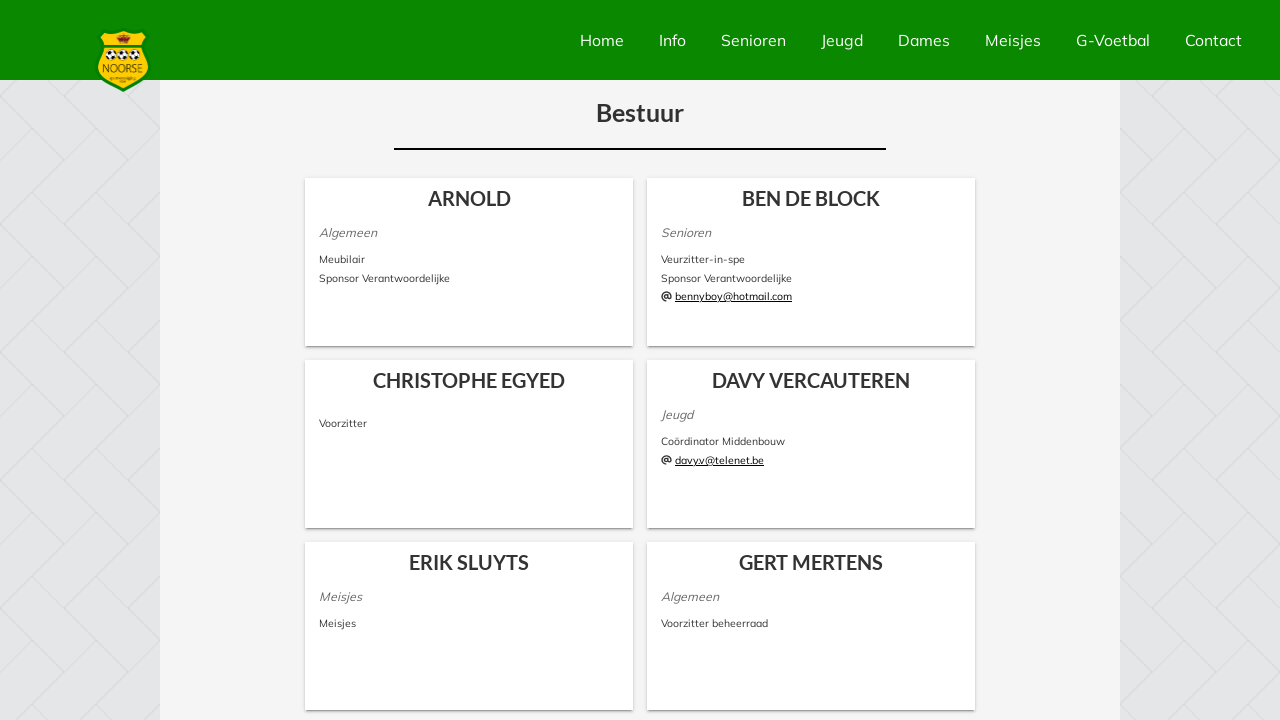 NOORSE
Home Info Senioren Jeugd Dames Meisjes G-Voetbal Contact
Bestuur
ARNOLD
Algemeen
Meubilair
Sponsor Verantwoordelijke
BEN DE BLOCK
Senioren
Veurzitter-in-spe
Sponsor Verantwoordelijke
bennyboy@hotmail.com
CHRISTOPHE EGYED
Voorzitter
DAVY VERCAUTEREN
Jeugd
Coördinator Middenbouw
davy.v@telenet.be
ERIK SLUYTS
Meisjes
Meisjes
GERT MERTENS
Algemeen
Voorzitter beheerraad